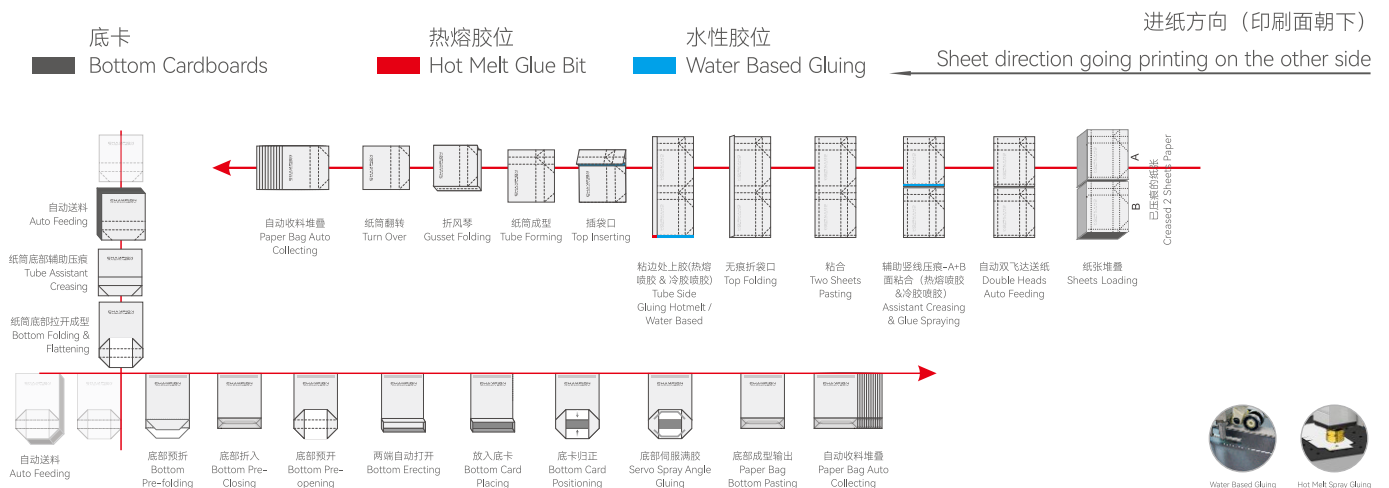 底卡
Bottom Cardboards
热熔胶位
Hot Melt Glue Bit
水性胶位
Water Based Gluing
进纸方向（印刷面朝下）
Sheet direction going printing on the other side
自动收料堆叠
Paper Bag Auto
Collecting
纸筒翻转
Turn Over
折风琴
Gusset Folding
纸筒成型
Tube Forming
插袋口
Top Inserting
粘边处上胶(热熔
喷胶 & 冷胶喷胶)
Tube Side
Gluing Hotmelt /
Water Based
无痕折袋口
Top Folding
粘合
Two Sheets
Pasting
辅助竖线压痕-A+B
面粘合（热熔喷胶
&冷胶喷胶）
Assistant Creasing
& Glue Spraying
自动双飞达送纸
Double Heads
Auto Feeding
纸张堆叠
Sheets Loading
A
B
已压痕的纸张
Creased 2 Sheets Paper
自动送料
Auto Feeding
纸筒底部辅助压痕
Tube Assistant
Creasing
纸筒底部拉开成型
Bottom Folding &
Flattening
自动送料
Auto Feeding
底部预折
Bottom
Pre-folding
底部折入
Bottom Pre-
Closing
底部预开
Bottom Pre-
opening
两端自动打开
Bottom Erecting
放入底卡
Bottom Card
Placing
底卡归正
Bottom Card
Positioning
底部伺服满胶
Servo Spray Angle
Gluing
底部成型输出
Paper Bag
Bottom Pasting
自动收料堆叠
Paper Bag Auto
Collecting
Water Based Gluing
Hot Melt Spray Gluing